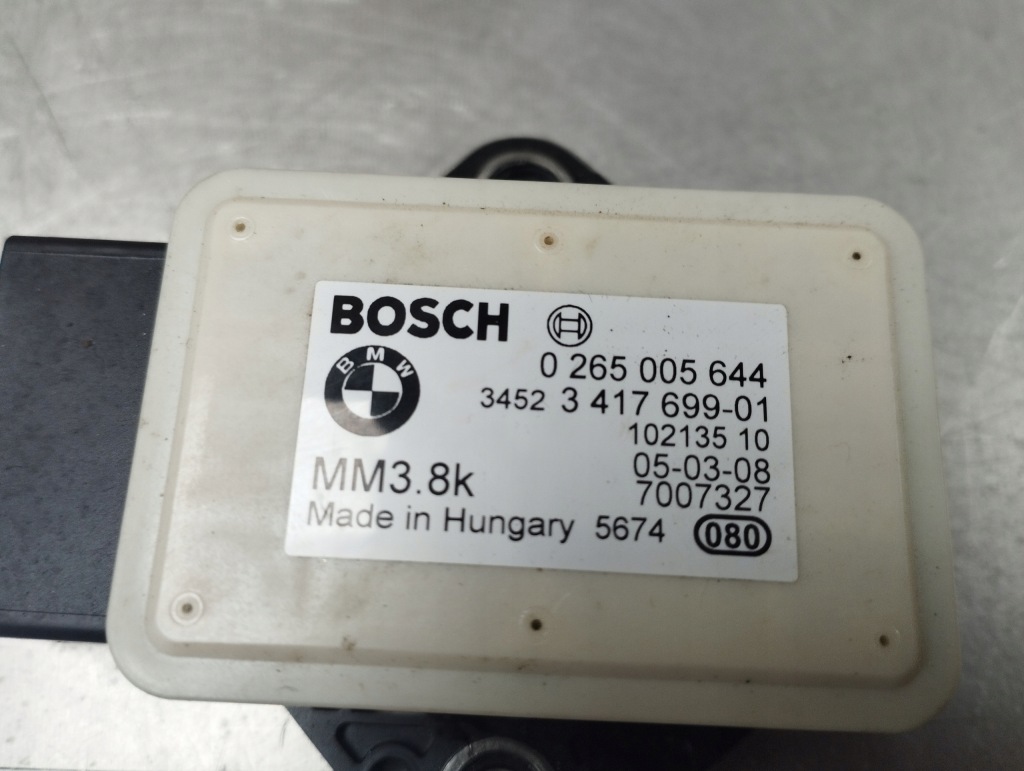 BOSCH
BMW
0 265 005 644
3452 3 417 699-01
102135 10
05-03-08
MM3.8k
7007327
Made in Hungary 5674 080